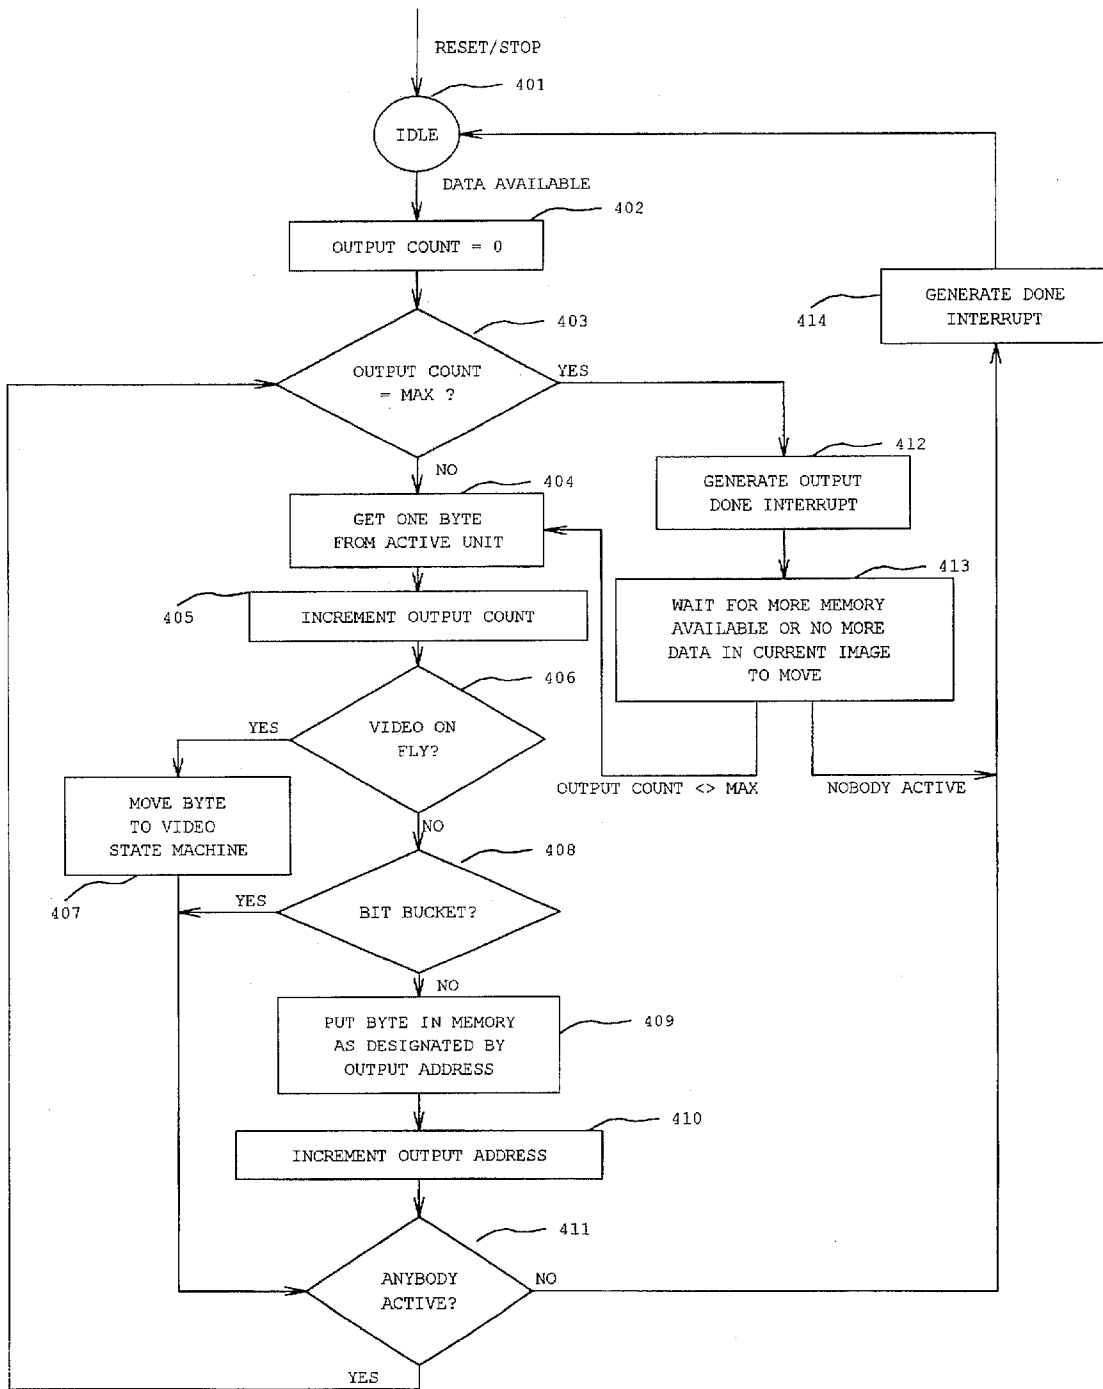 RESET/STOP
401
IDLE
DATA AVAILABLE
402
OUTPUT COUNT = 0
403
OUTPUT COUNT
= MAX ?
YES
NO
414
GENERATE DONE
INTERRUPT
404
GET ONE BYTE
FROM ACTIVE UNIT
412
GENERATE OUTPUT
DONE INTERRUPT
405
INCREMENT OUTPUT COUNT
413
WAIT FOR MORE MEMORY
AVAILABLE OR NO MORE
DATA IN CURRENT IMAGE
TO MOVE
406
VIDEO ON
FLY?
YES
NO
OUTPUT COUNT <> MAX
NOBODY ACTIVE
MOVE BYTE
TO VIDEO
STATE MACHINE
407
408
BIT BUCKET?
YES
NO
409
PUT BYTE IN MEMORY
AS DESIGNATED BY
OUTPUT ADDRESS
410
INCREMENT OUTPUT ADDRESS
411
ANYBODY
ACTIVE?
NO
YES